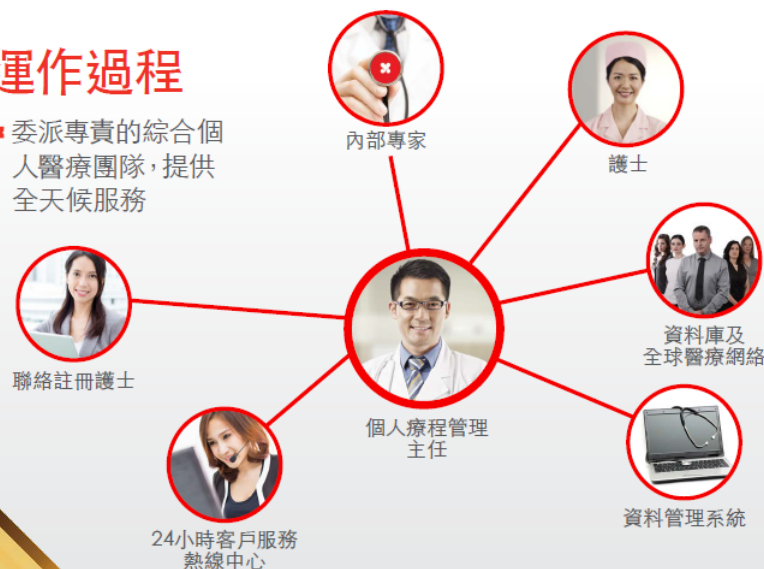 運作過程
委派專責的綜合個
人醫療團隊，提供
全天候服務
內部專家
護士
聯絡註冊護士
資料庫及
全球醫療網絡
個人療程管理
主任
資料管理系統
24小時客戶服務
熱線中心